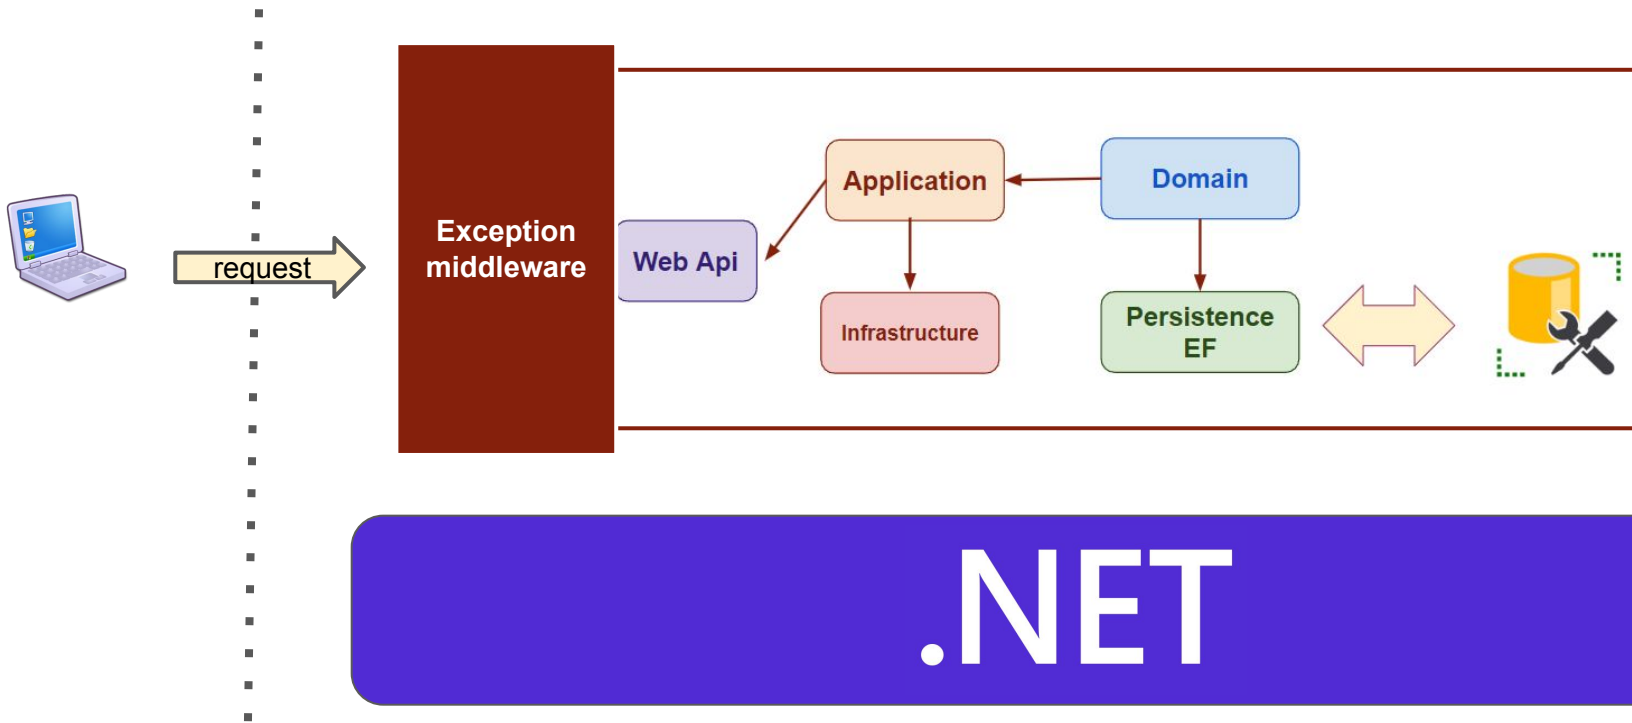 request
Exception
middleware
Web Api
Application
Domain
Infrastructure
Persistence
EF
.NET